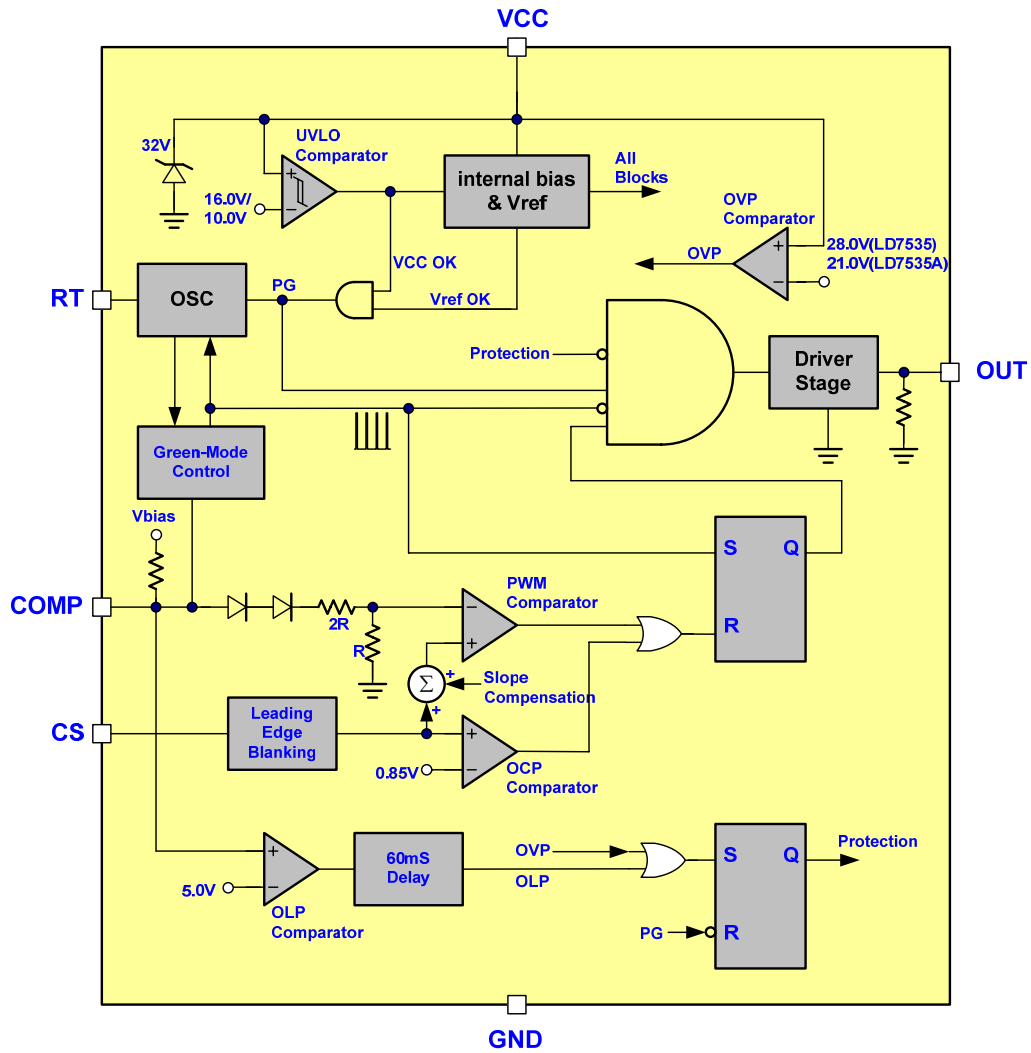 VCC
32V
UVLO
Comparator
16.0V/
10.0V
internal bias
& Vref
All
Blocks
OVP
Comparator
28.0V(LD7535)
21.0V(LD7535A)
OVP
VCC OK
Vref OK
PG
RT
OSC
Protection
Driver
Stage
OUT
Green-Mode
Control
Vbias
S
Q
R
COMP
2R
R
PWM
Comparator
Σ
+
+
Slope
Compensation
CS
Leading
Edge
Blanking
0.85V
OCP
Comparator
5.0V
OLP
Comparator
60mS
Delay
OVP
OLP
S
Q
Protection
PG
R
GND